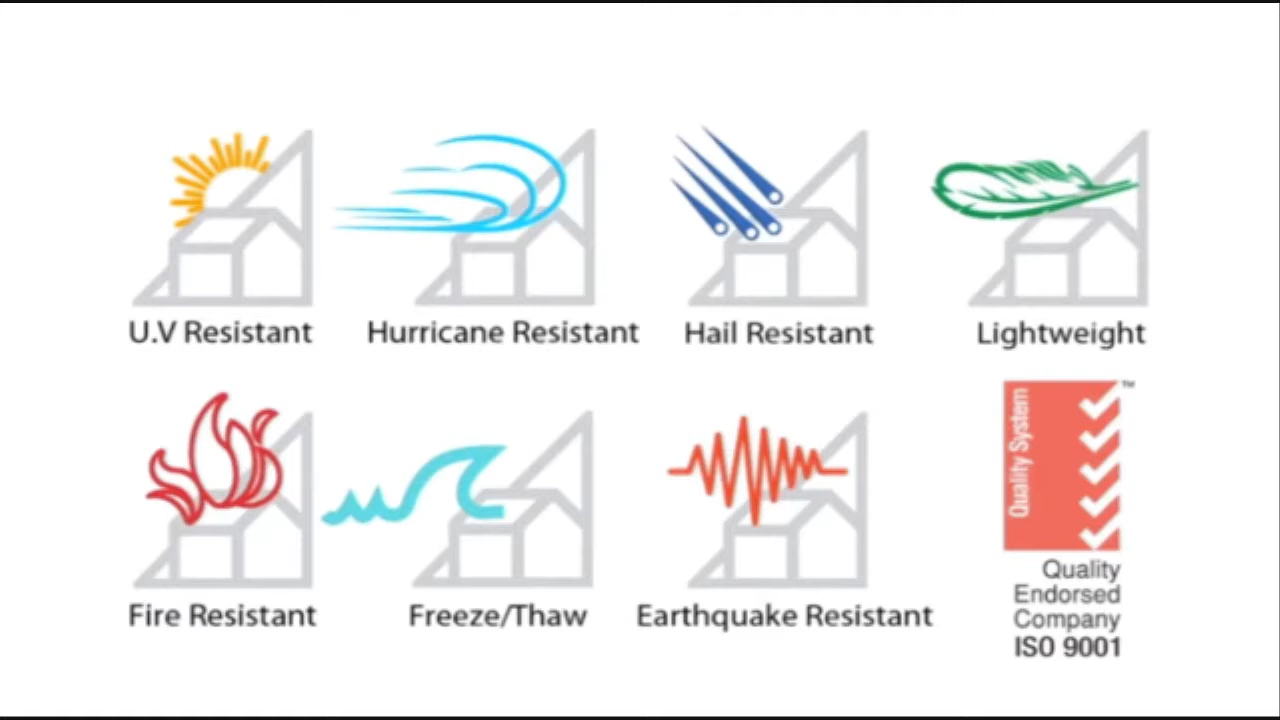 U.V Resistant
Hurricane Resistant
Hail Resistant
Lightweight
Fire Resistant
Freeze/Thaw
Earthquake Resistant
Quality System
TM
Quality
Endorsed
Company
ISO 9001